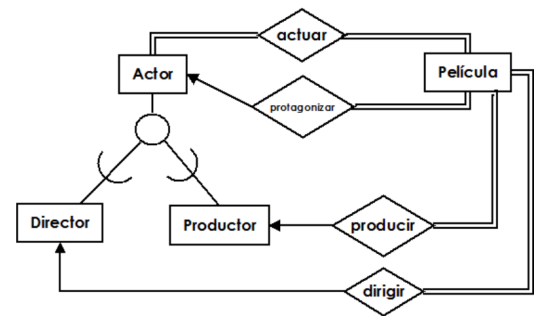 actuar
Actor
Película
protagonizar
Director
Productor
producir
dirigir